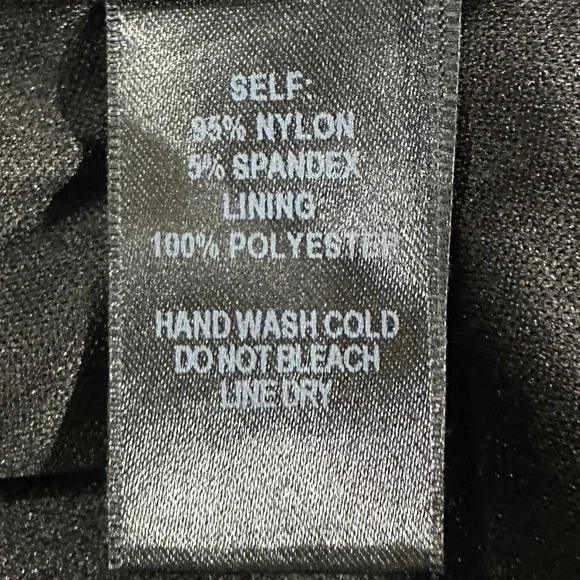 SELF:
95% NYLON
5% SPANDEX
LINING
100% POLYESTER
HAND WASH COLD
DO NOT BLEACH
LINE DRY